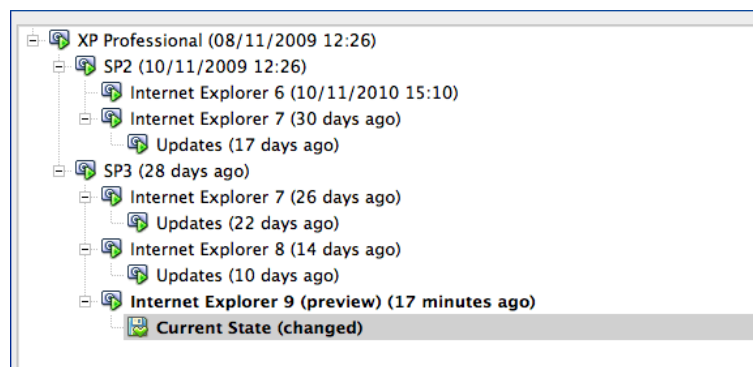 XP Professional (08/11/2009 12:26)
SP2 (10/11/2009 12:26)
Internet Explorer 6 (10/11/2010 15:10)
Internet Explorer 7 (30 days ago)
Updates (17 days ago)
SP3 (28 days ago)
Internet Explorer 7 (26 days ago)
Updates (22 days ago)
Internet Explorer 8 (14 days ago)
Updates (10 days ago)
Internet Explorer 9 (preview) (17 minutes ago)
Current State (changed)